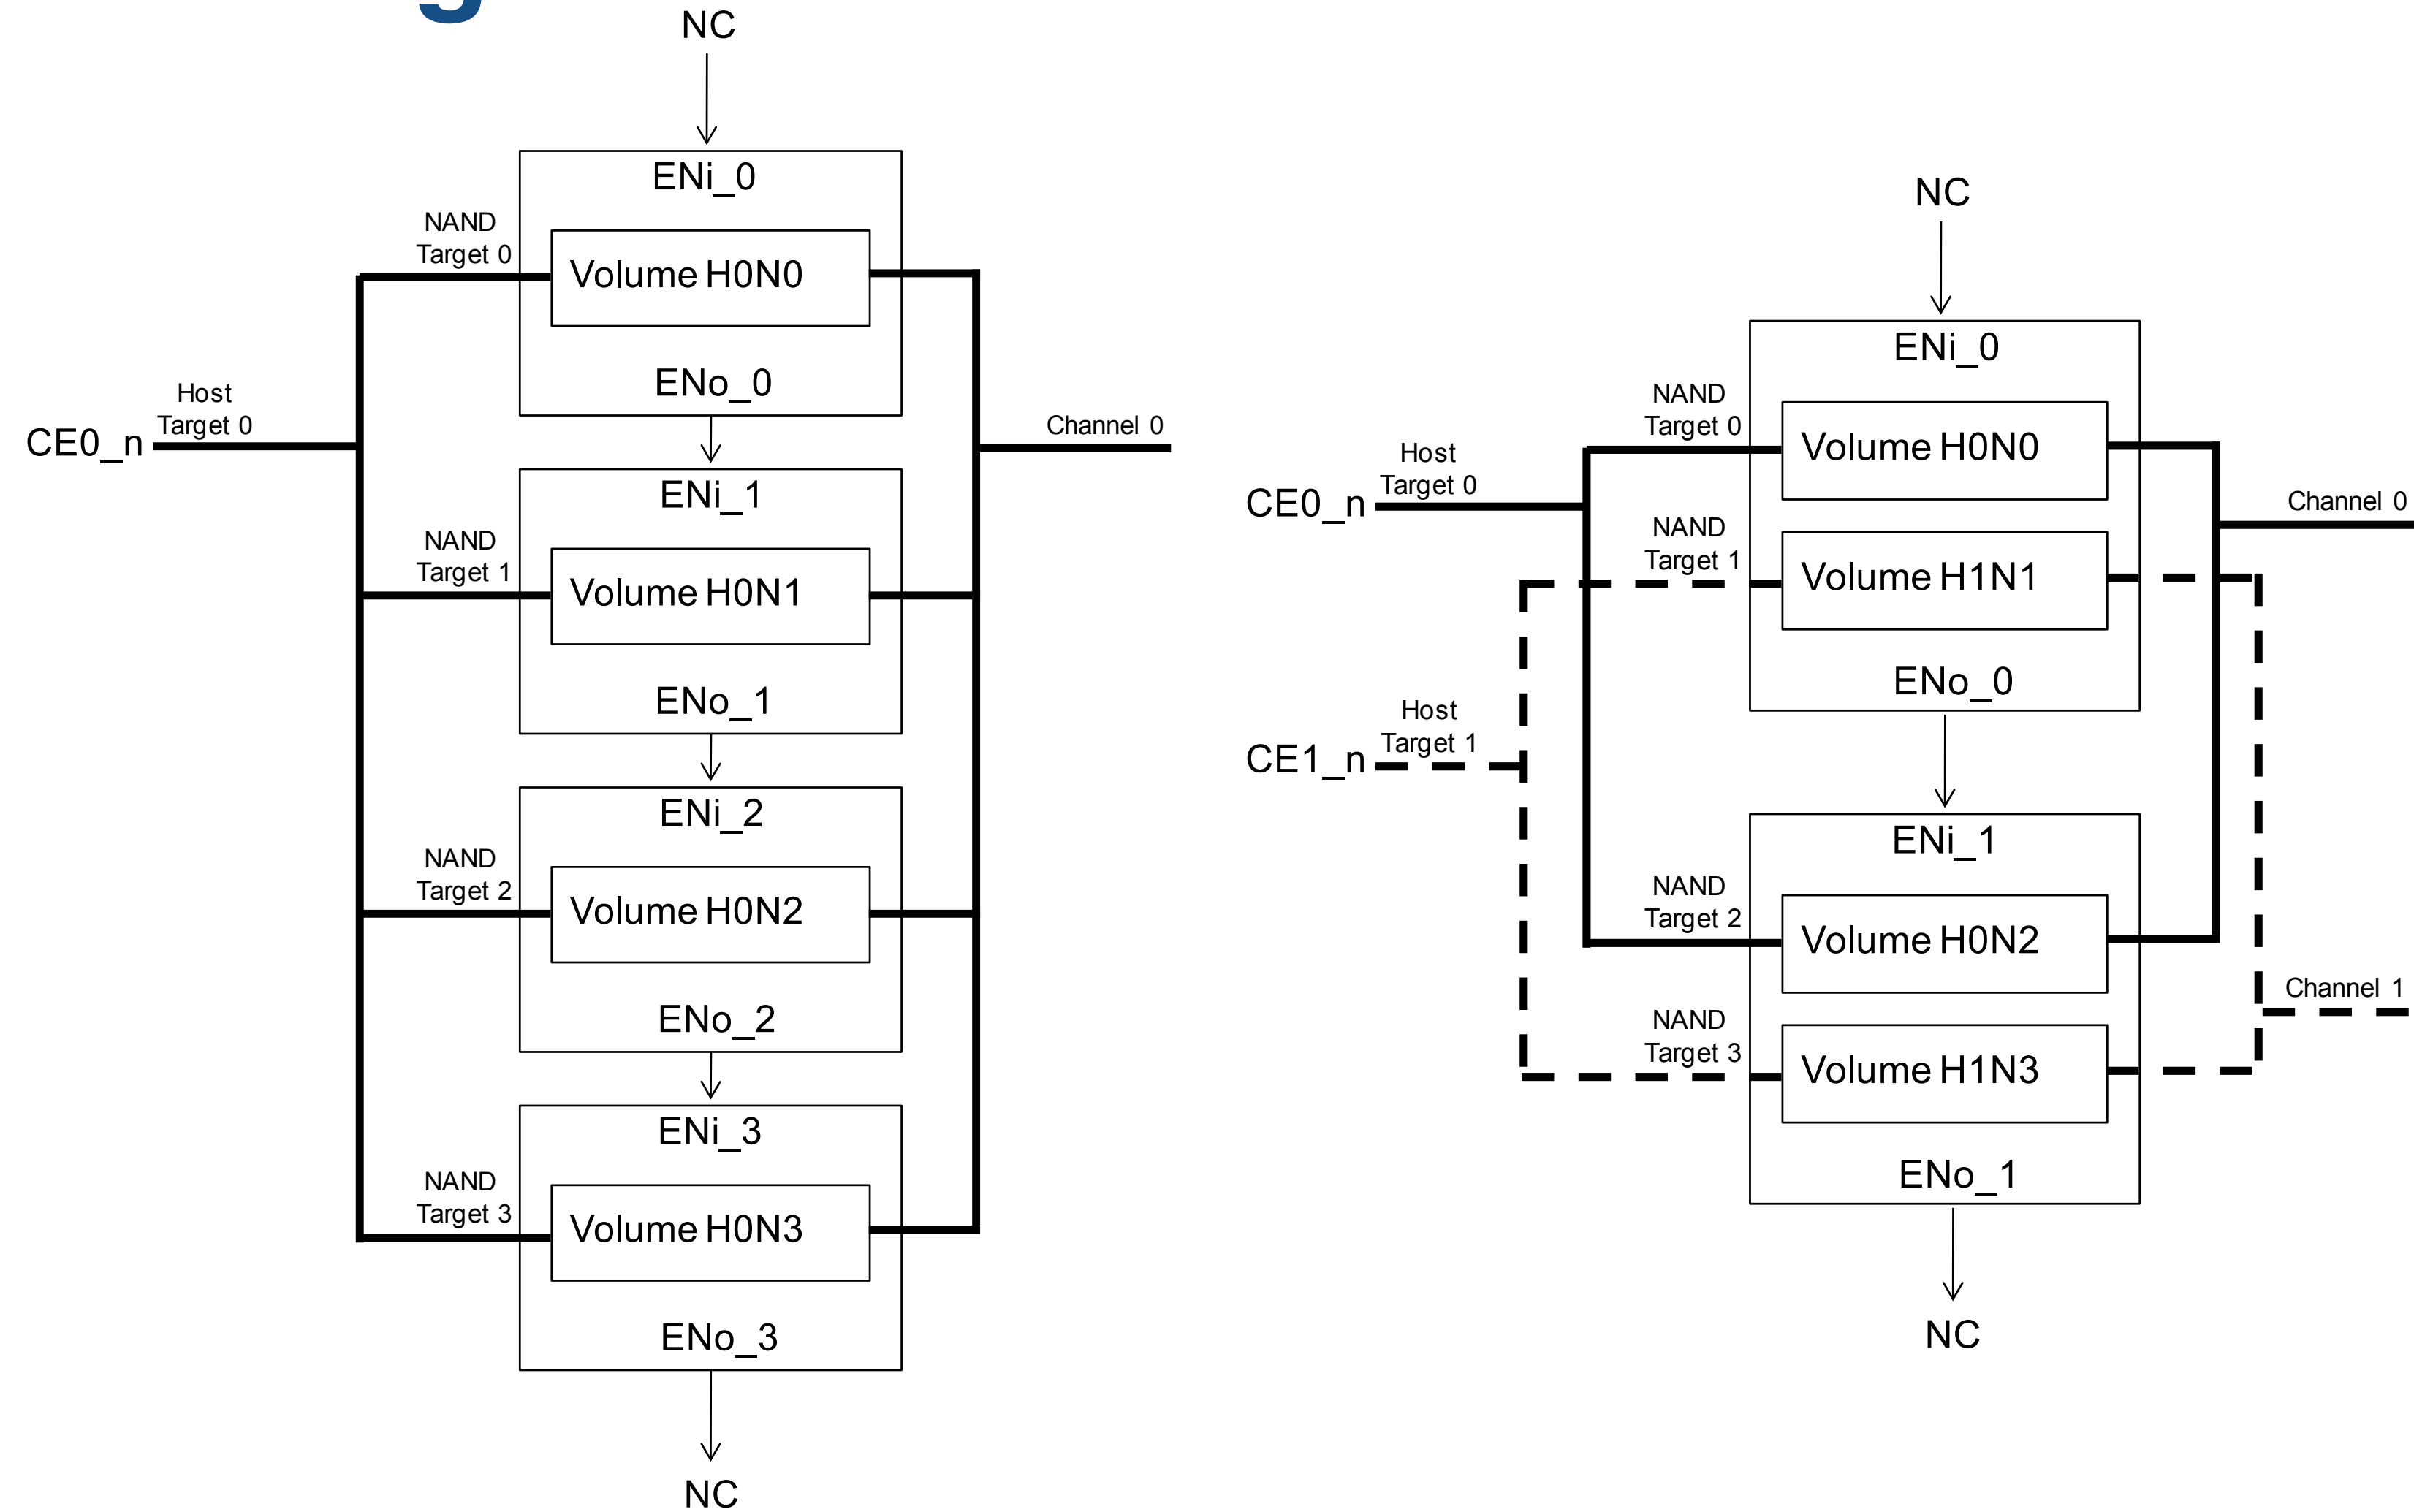 NC
ENi_0
NAND
Target 0
Volume H0N0
ENo_0
Host
Target 0
CE0_n
Channel 0
ENi_1
NAND
Target 1
Volume H0N1
ENo_1
ENi_2
NAND
Target 2
Volume H0N2
ENo_2
ENi_3
NAND
Target 3
Volume H0N3
ENo_3
NC
NC
ENi_0
NAND
Target 0
Volume H0N0
Host
Target 0
CE0_n
Channel 0
NAND
Target 1
Volume H1N1
ENo_0
Host
Target 1
CE1_n
ENi_1
NAND
Target 2
Volume H0N2
Channel 1
NAND
Target 3
Volume H1N3
ENo_1
NC